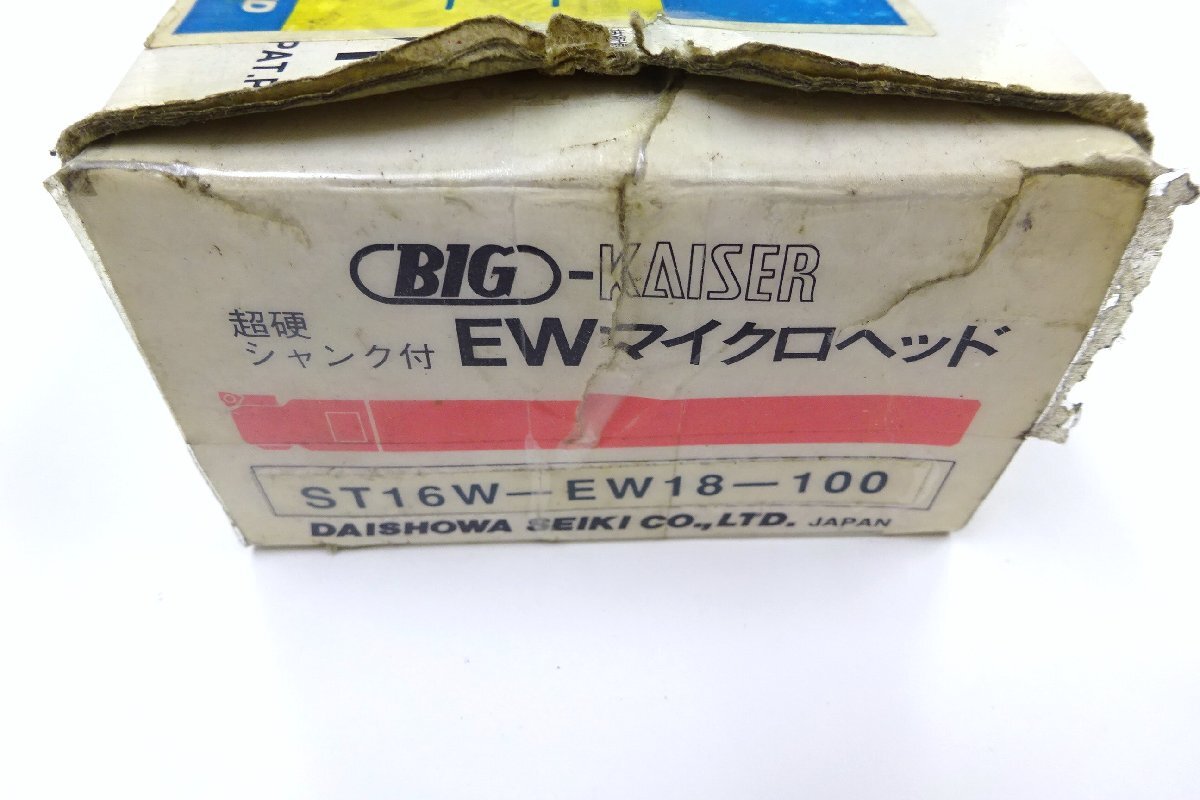 PAT.P
BIG-KAISER
超硬
シャンク付
EWマイクロヘッド
ST16W-EW18-100
DAISHOWA SEIKI CO.,LTD. JAPAN